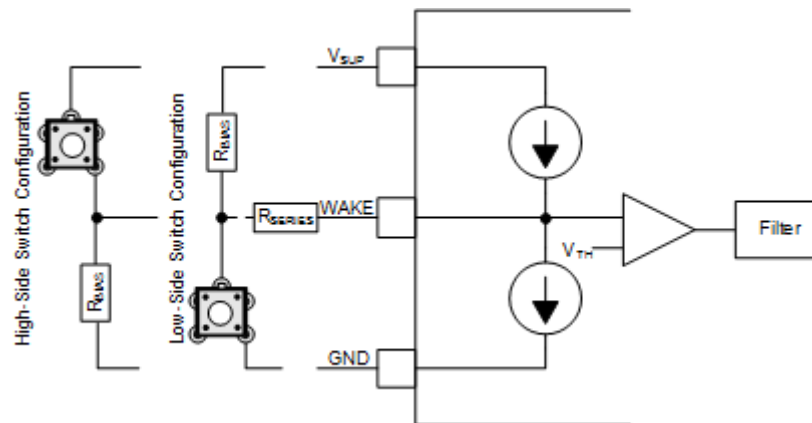 High-Side Switch Configuration
RBIAS
Low-Side Switch Configuration
RBIAS
RSERIES
VSUP
WAKE
GND
VTH
Filter